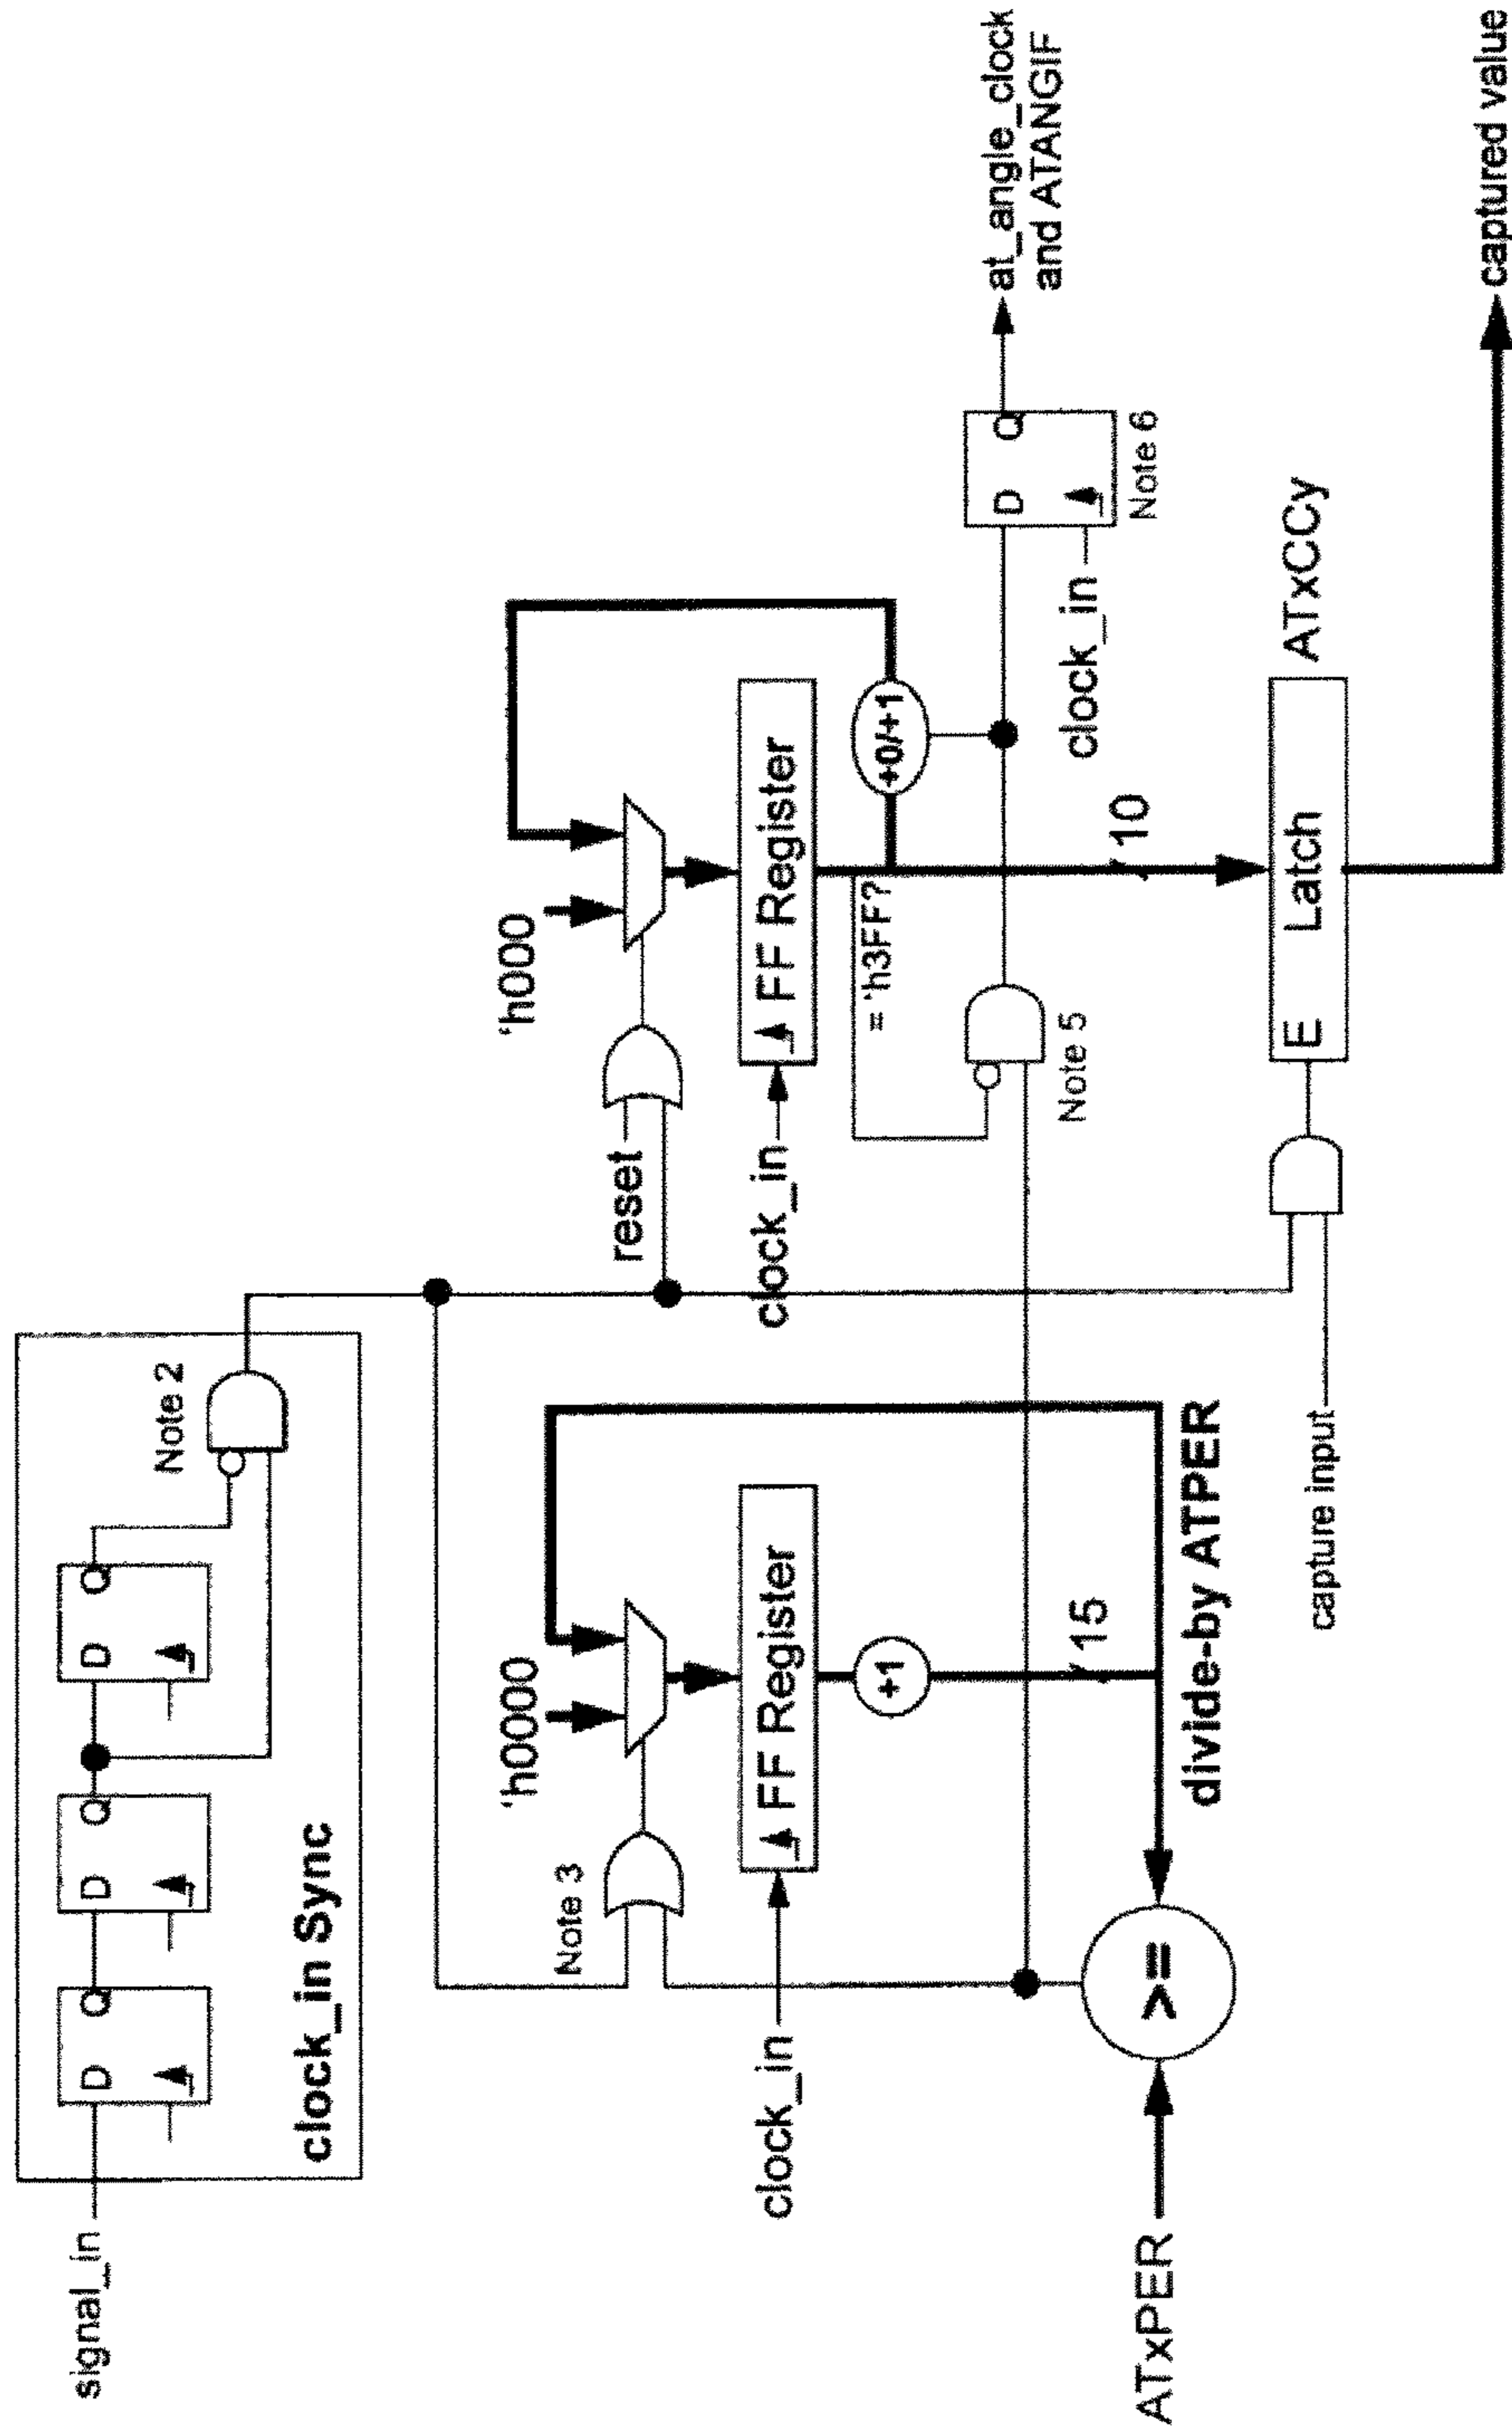 signal_in
D Q
D Q
D Q
Note 2
clock_in Sync
Note 3
'h0000
clock_in
FF Register
+1
15
ATxPER
>=
divide-by ATPER
reset
'h000
clock_in
FF Register
= 'h3FF?
+0/+1
Note 5
10
clock_in
D Q
Note 6
at_angle_clock
and ATANGIF
capture input
E Latch
ATxCCy
captured value